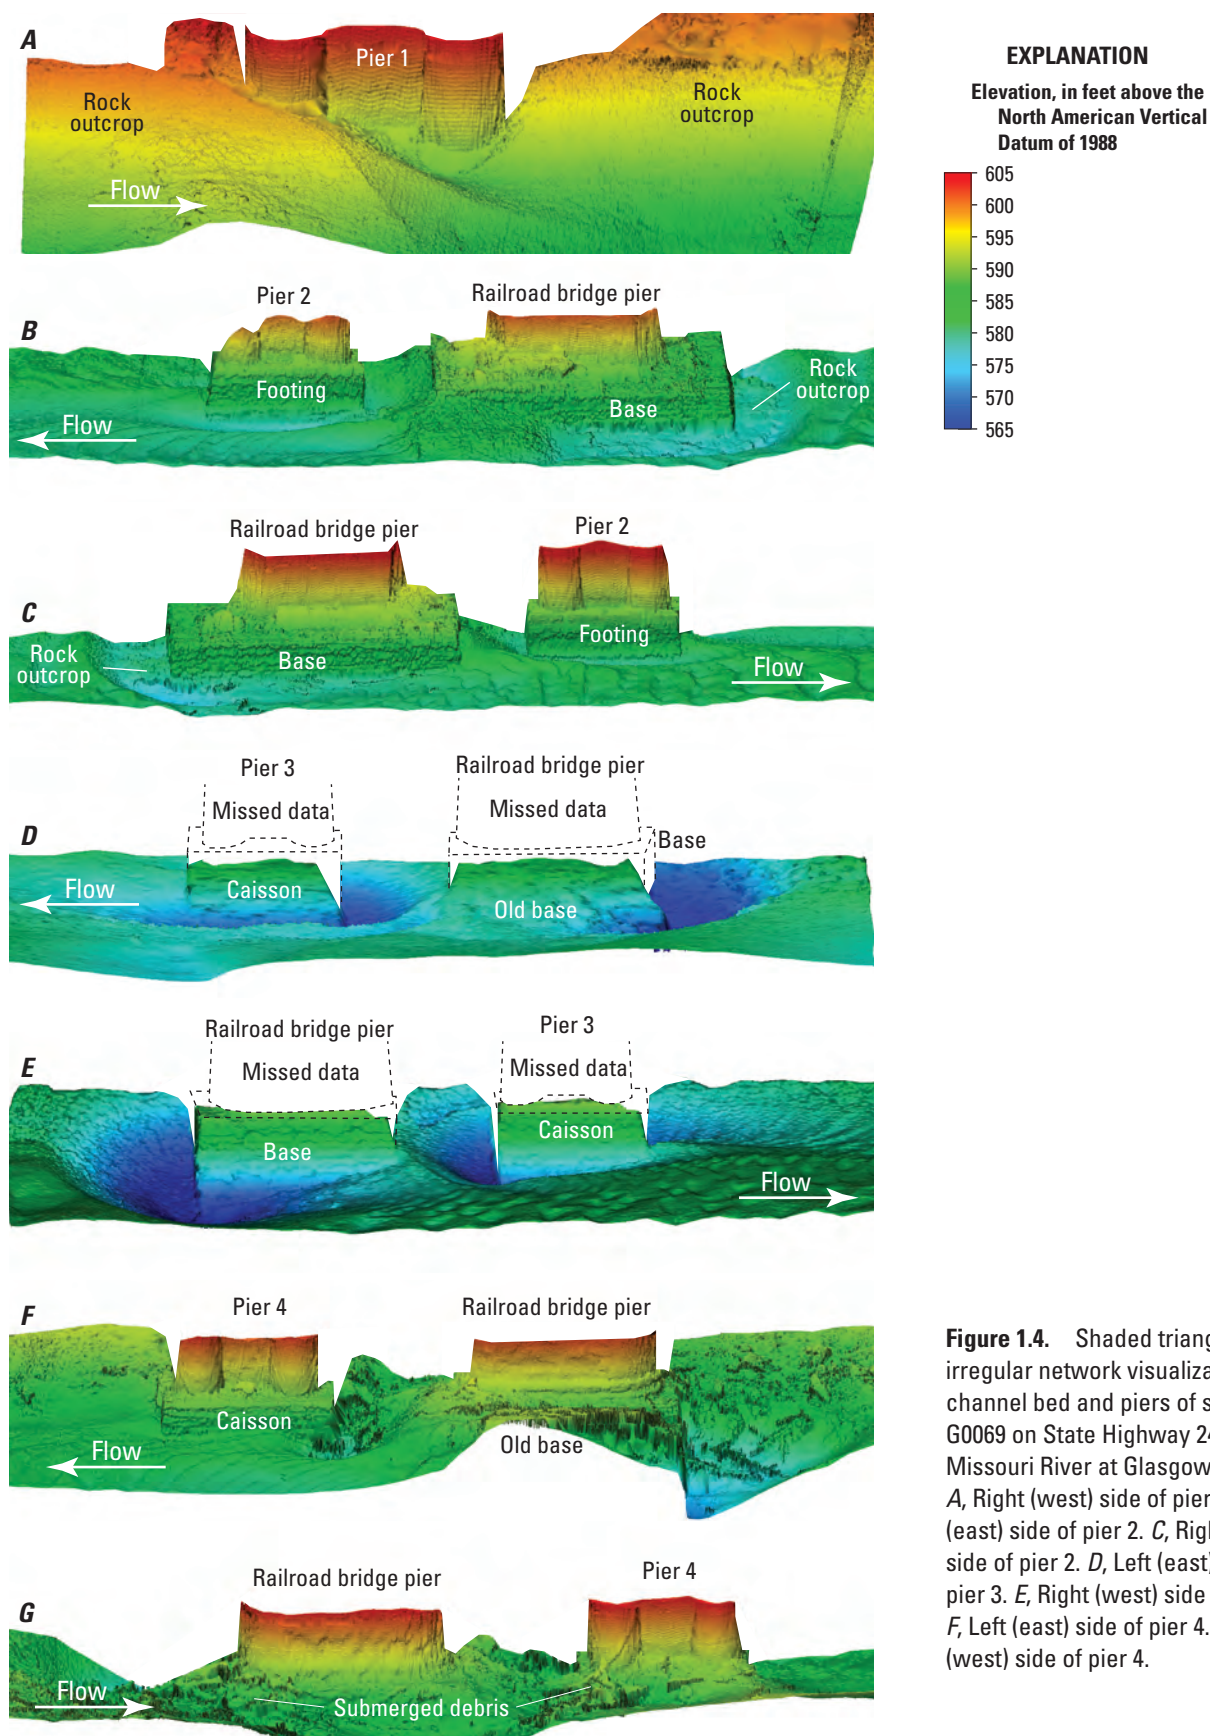 A
Pier 1
Rock
outcrop
Rock
outcrop
Flow
EXPLANATION
Elevation, in feet above the
North American Vertical
Datum of 1988
605
600
595
590
585
580
575
570
565
B
Pier 2
Railroad bridge pier
Footing
Base
Rock
outcrop
Flow
C
Railroad bridge pier
Pier 2
Rock
outcrop
Base
Footing
Flow
D
Pier 3
Missed data
Railroad bridge pier
Missed data
Base
Flow
Caisson
Old base
E
Railroad bridge pier
Missed data
Pier 3
Missed data
Base
Caisson
Flow
F
Pier 4
Railroad bridge pier
Caisson
Old base
Flow
G
Railroad bridge pier
Pier 4
Flow
Submerged debris
Figure 1.4. Shaded
irregular network
channel bed and piers of
G0069 on State Highway
Missouri River at
A, Right (west) side of
(east) side of pier 2. C,
side of pier 2. D, Left (east)
pier 3. E, Right (west) side
F, Left (east) side of pier 4.
(west) side of pier 4.